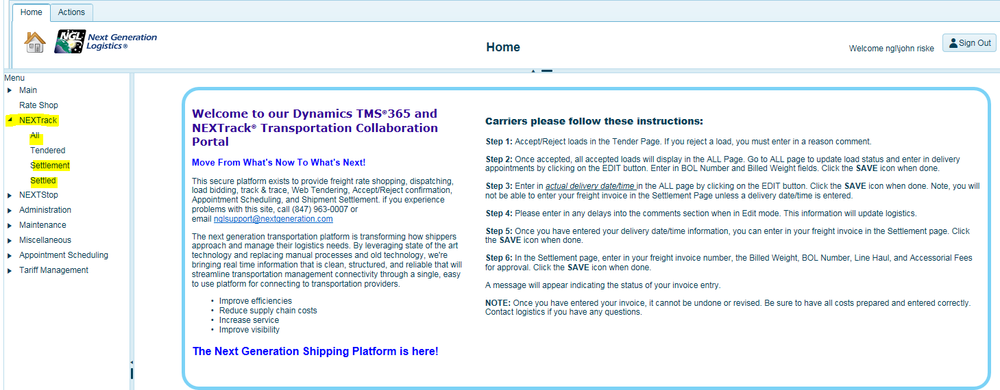 Home Actions
NGL Next Generation
Logistics®
Home
Welcome ngl\john riske
Sign Out
Menu
Main
Rate Shop
NEXTrack
All
Tendered
Settlement
Settled
NEXTStop
Administration
Maintenance
Miscellaneous
Appointment Scheduling
Tariff Management
Welcome to our Dynamics TMS®365 and
NEXTrack® Transportation Collaboration
Portal
Move From What's Now To What's Next!
This secure platform exists to provide freight rate shopping, dispatching,
load bidding, track & trace, Web Tendering, Accept/Reject confirmation,
Appointment Scheduling, and Shipment Settlement. if you experience
problems with this site, call (847) 963-0007 or
email nglsupport@nextgeneration.com
The next generation transportation platform is transforming how shippers
approach and manage their logistics needs. By leveraging state of the art
technology and replacing manual processes and old technology, we're
bringing real time information that is clean, structured, and reliable that will
streamline transportation management connectivity through a single, easy
to use platform for connecting to transportation providers.
• Improve efficiencies
• Reduce supply chain costs
• Increase service
• Improve visibility
The Next Generation Shipping Platform is here!
Carriers please follow these instructions:
Step 1: Accept/Reject loads in the Tender Page. If you reject a load, you must enter in a reason comment.
Step 2: Once accepted, all accepted loads will display in the ALL Page. Go to ALL page to update load status and enter in delivery
appointments by clicking on the EDIT button. Enter in BOL Number and Billed Weight fields. Click the SAVE icon when done.
Step 3: Enter in actual delivery date/time in the ALL page by clicking on the EDIT button. Click the SAVE icon when done. Note, you will
not be able to enter your freight invoice in the Settlement Page unless a delivery date/time is entered.
Step 4: Please enter in any delays into the comments section when in Edit mode. This information will update logistics.
Step 5: Once you have entered your delivery date/time information, you can enter in your freight invoice in the Settlement page. Click
the SAVE icon when done.
Step 6: In the Settlement page, enter in your freight invoice number, the Billed Weight, BOL Number, Line Haul, and Accessorial Fees
for approval. Click the SAVE icon when done.
A message will appear indicating the status of your invoice entry.
NOTE: Once you have entered your invoice, it cannot be undone or revised. Be sure to have all costs prepared and entered correctly.
Contact logistics if you have any questions.